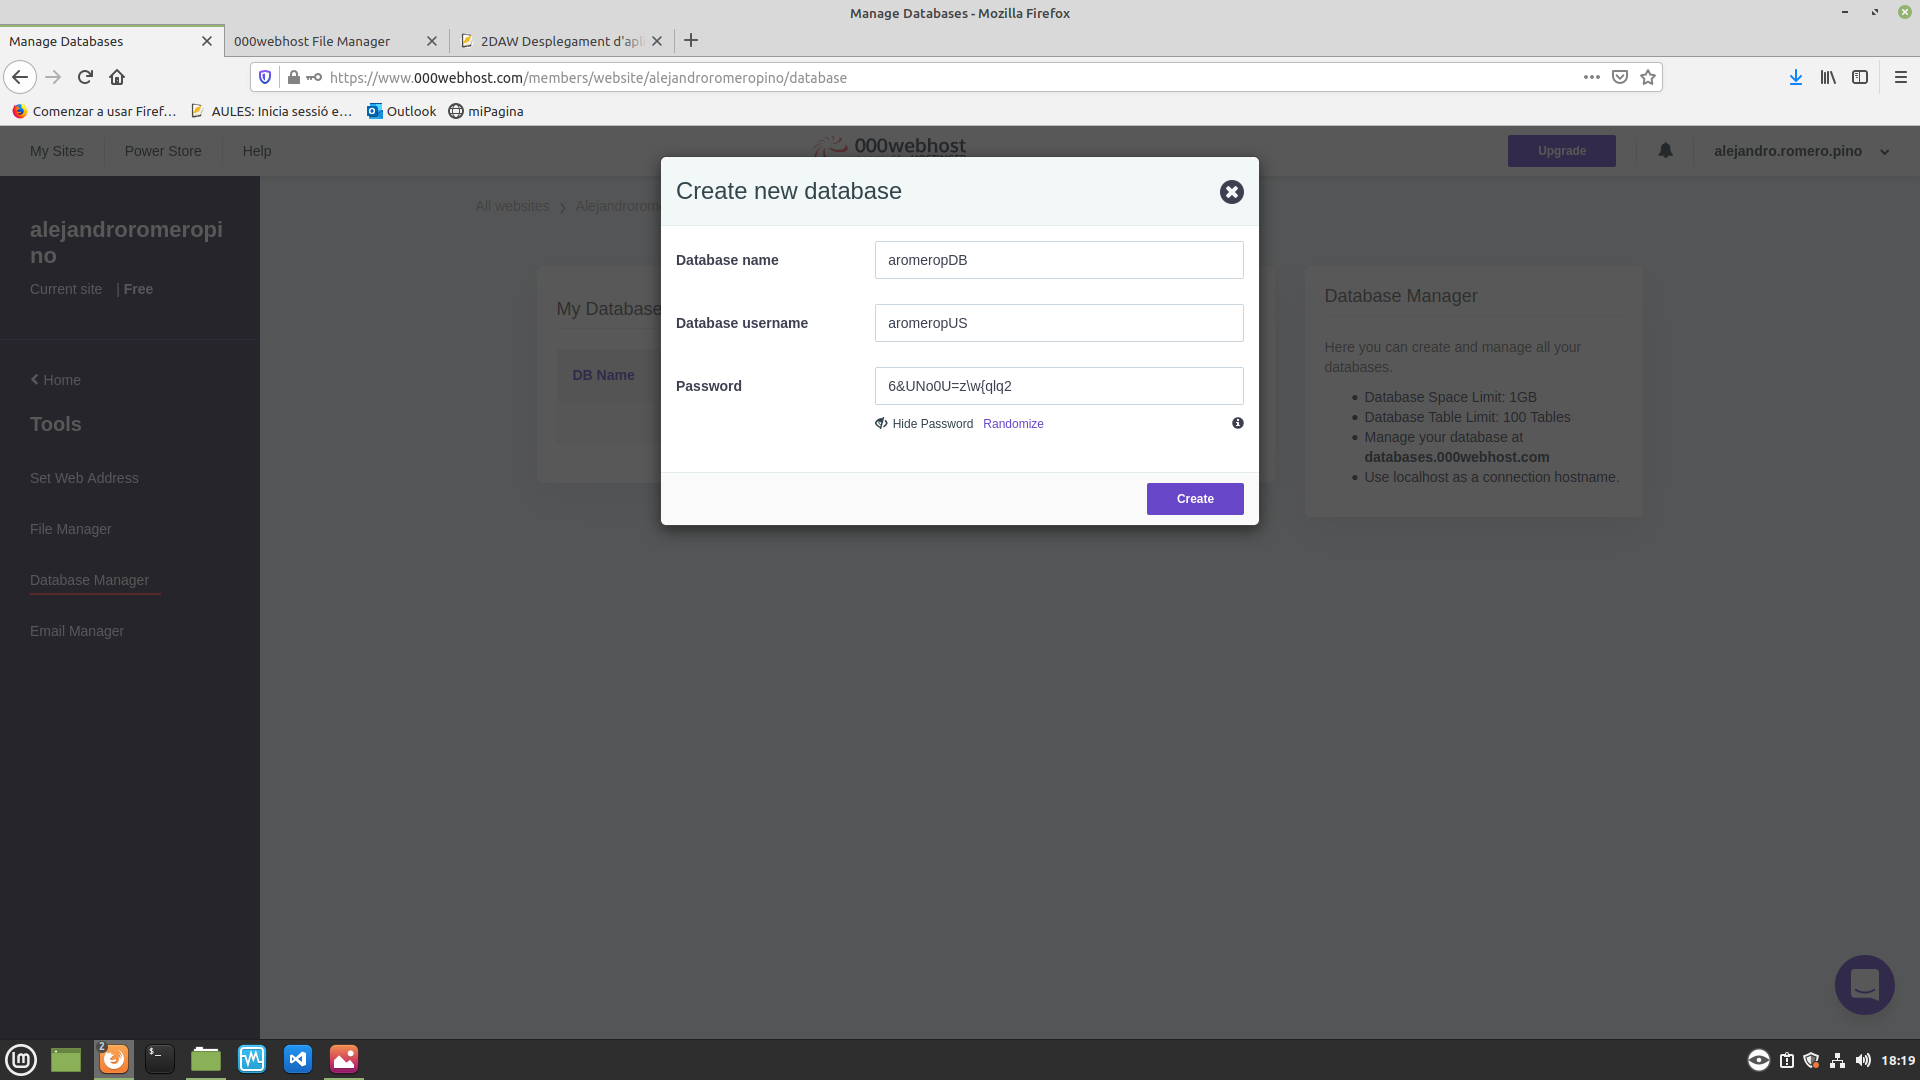 Manage Databases - Mozilla Firefox
Manage Databases
000webhost File Manager
2DAW Desplegament d'apl
https://www.000webhost.com/members/website/alejandroromeropino/database
Comenzar a usar Firef…
AULES: Inicia sessió e…
Outlook
miPagina
My Sites
Power Store
Help
000webhost
Upgrade
alejandro.romero.pino
alejandroromeropi
no
Current site | Free
Home
Tools
Set Web Address
File Manager
Database Manager
Email Manager
All websites
My Database
DB Name
Create new database
Database name
aromeropDB
Database username
aromeropUS
Password
6&UNo0U=z\w{qlq2
Hide Password Randomize
Create
Database Manager
Here you can create and manage all your
databases.
Database Space Limit: 1GB
Database Table Limit: 100 Tables
Manage your database at
databases.000webhost.com
Use localhost as a connection hostname.
2
$_
lm
18:19